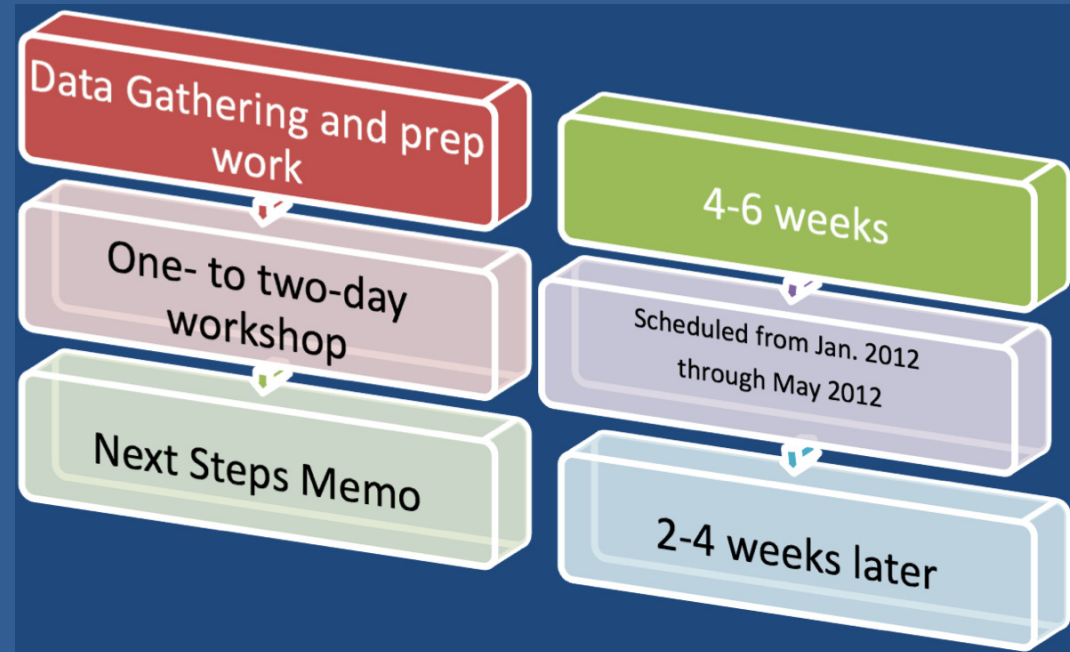 Data Gathering and prep
work
One- to two-day
workshop
Next Steps Memo
4-6 weeks
Scheduled from Jan. 2012
through May 2012
2-4 weeks later